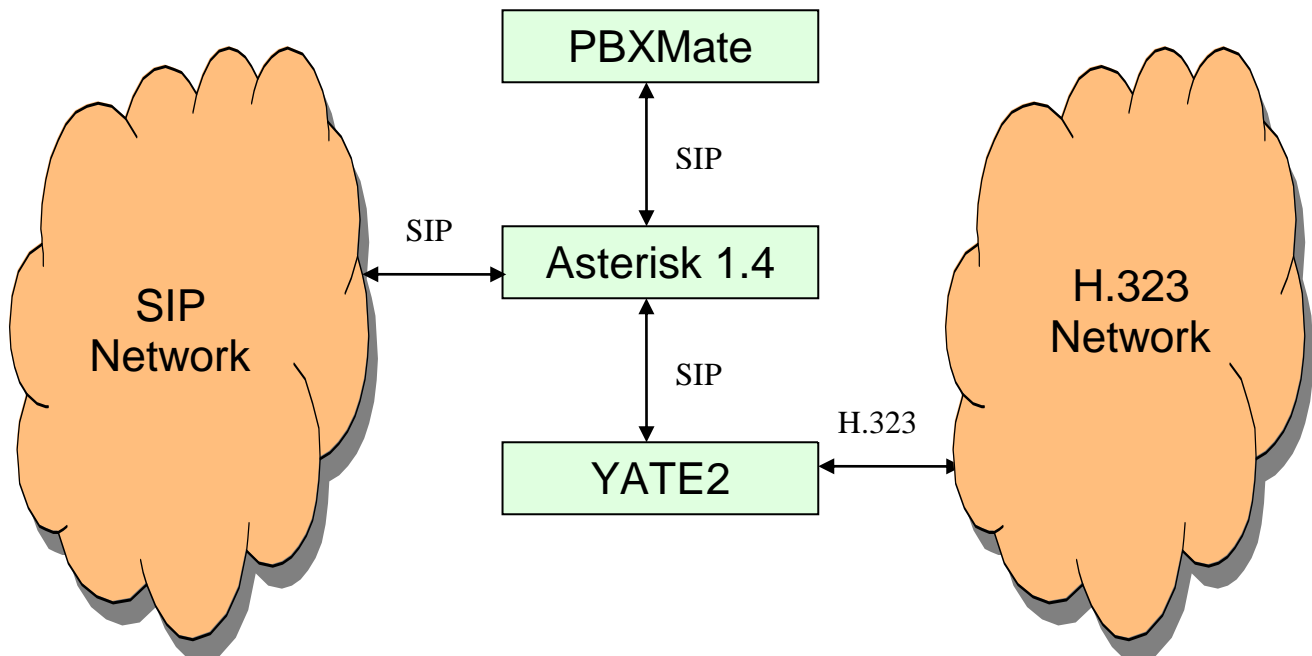 PBXMate
SIP
SIP
Asterisk 1.4
SIP
Network
H.323
Network
SIP
H.323
YATE2